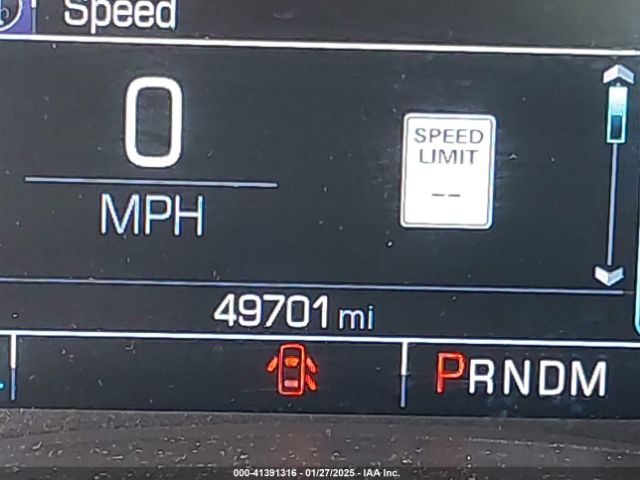 Speed
0
MPH
SPEED
LIMIT
--
49701 mi
PRNDM
000-41391316 - 01/27/2025 - IAA Inc.